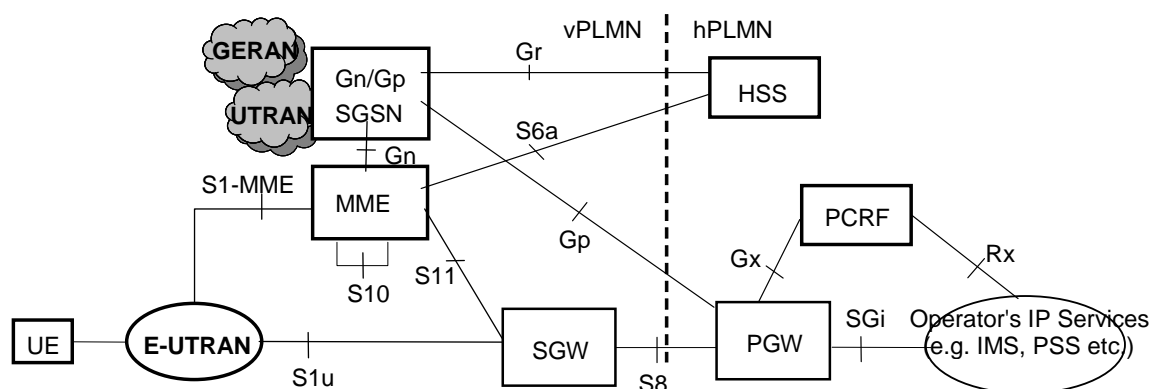 vPLMN hPLMN
GERAN
Gr
Gn/Gp
SGSN
HSS
UTRAN
S6a
Gn
S1-MME
MME
PCRF
Gp
Gx
Rx
S11
S10
SGi
Operator's IP Services
e.g. IMS, PSS etc.)
UE
E-UTRAN
SGW
PGW
S1u
S8